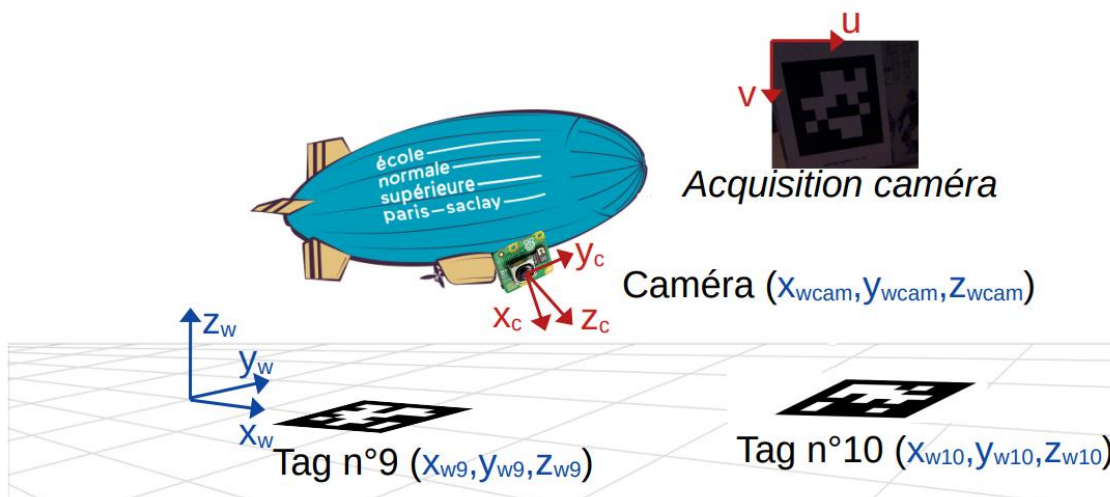 u
v
Acquisition caméra
école
normale
supérieure
paris-saclay
y_c
x_c
z_c
Caméra (x_wcam,y_wcam,z_wcam)
z_w
y_w
x_w
Tag n°9 (x_w9,y_w9,z_w9)
Tag n°10 (x_w10,y_w10,z_w10)